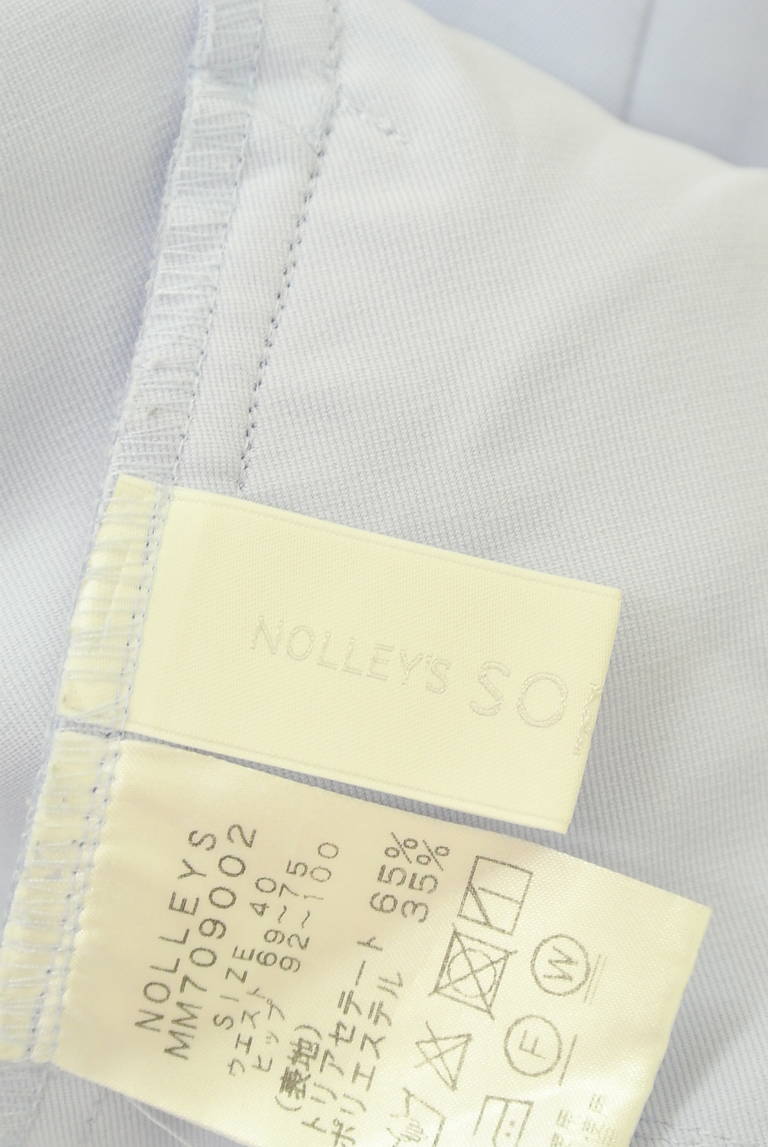 NOLLEY'S SO
NOLLEYS
MM709002
SIZE 40
ウエスト 69~75
ヒップ 92~100
(表地)
トリアセテート 65%
ポリエステル 35%
W
F